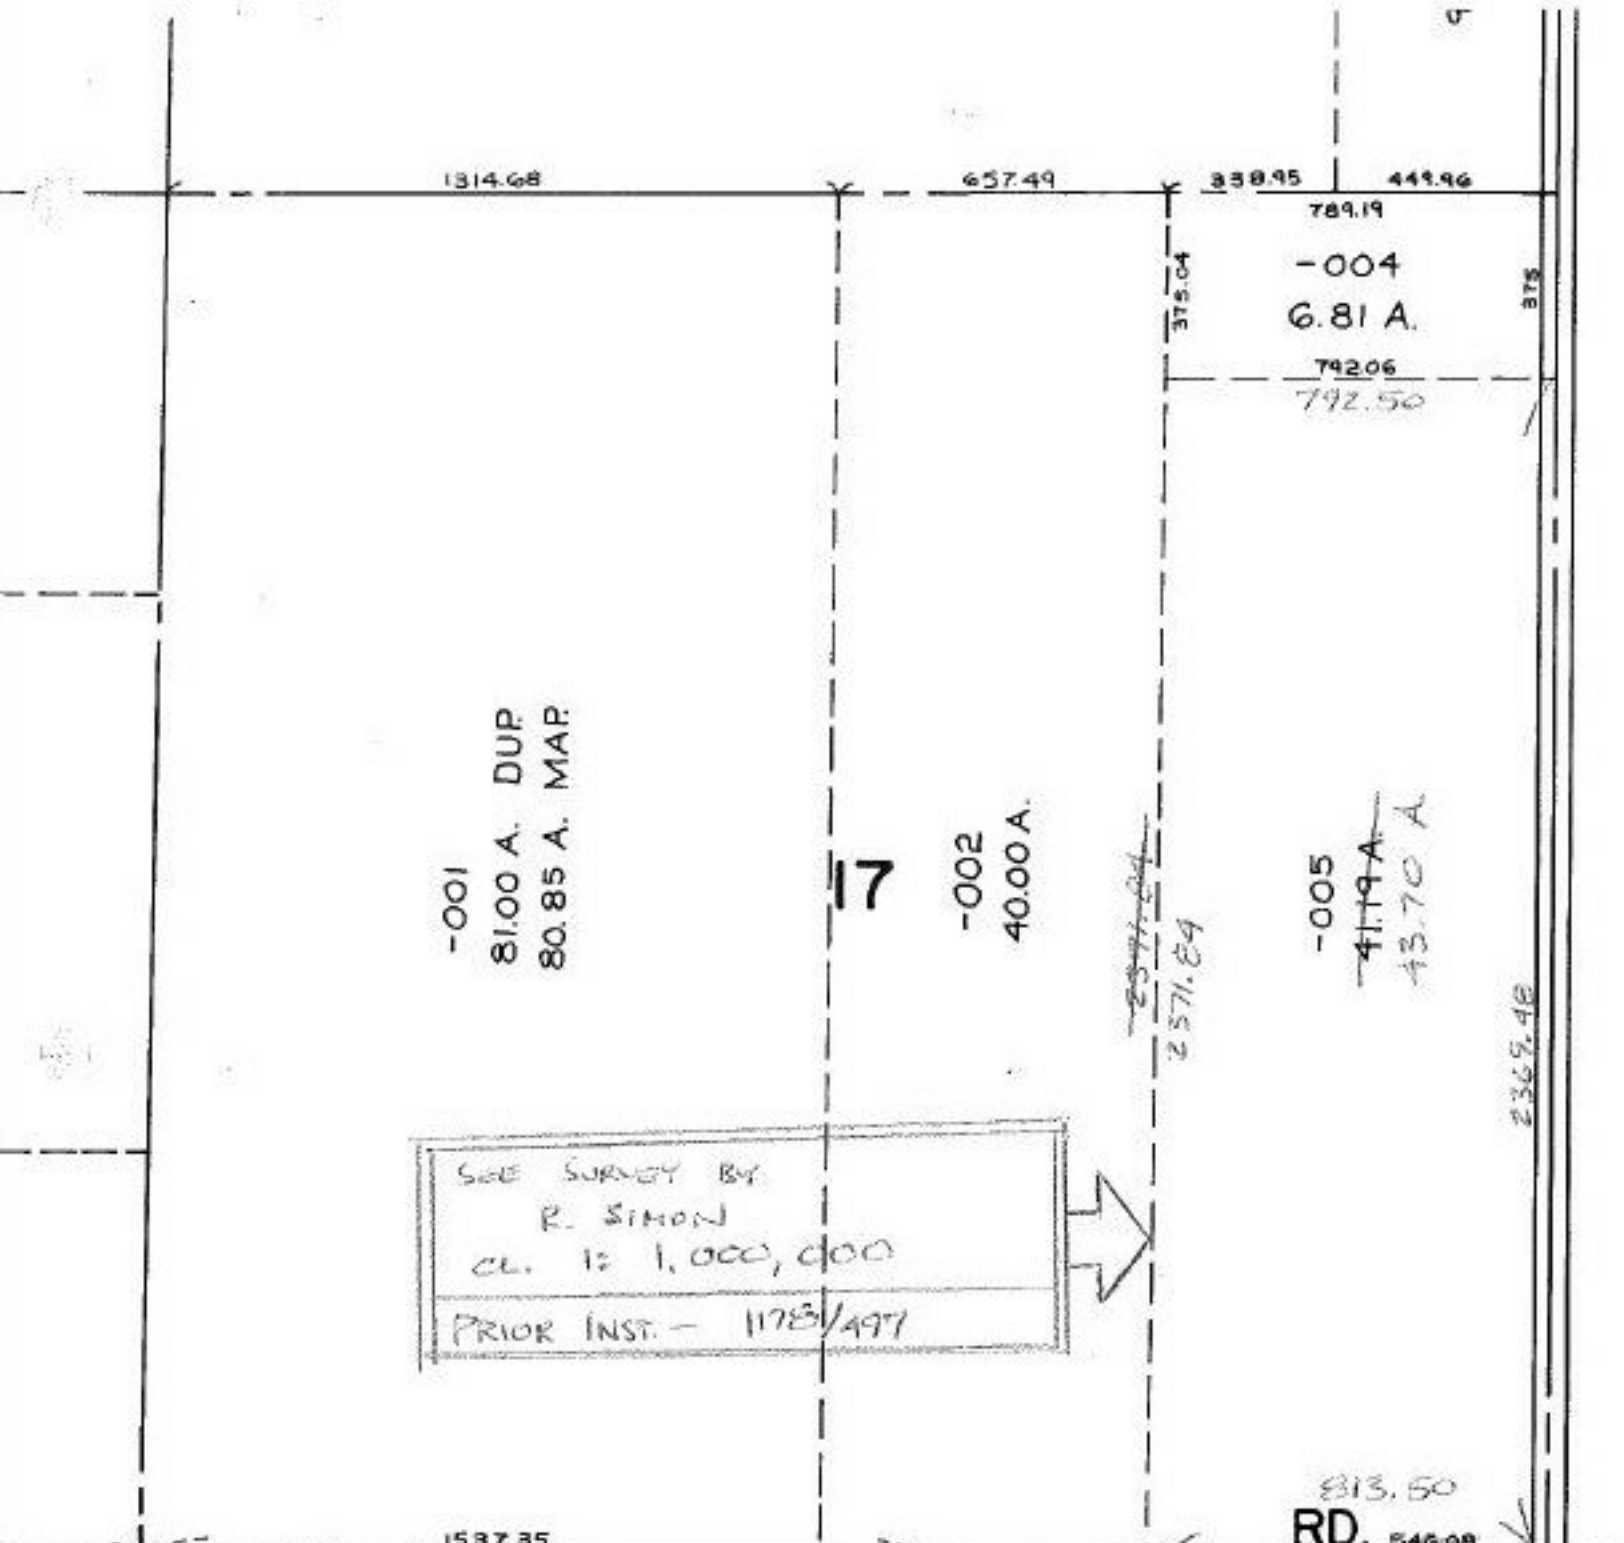 1314.68
657.49
338.95
449.96
789.19
-004
6.81 A.
375.04
375
792.06
792.50
-001
81.00 A. DUP.
80.85 A. MAP.
17
-002
40.00 A.
2371.84
-005
41.19 A.
43.70 A.
2369.48
SEE SURVEY BY
R. SIMON
CL. 1: 1,000,000
PRIOR INST. - 1178/497
813.50
RD.
1537.35